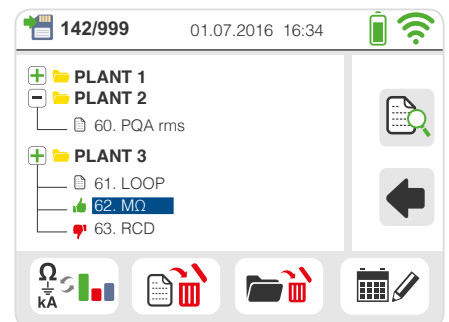 142/999 01.07.2016 16:34
PLANT 1
PLANT 2
60. PQA rms
PLANT 3
61. LOOP
62. MΩ
63. RCD
Ω
kA